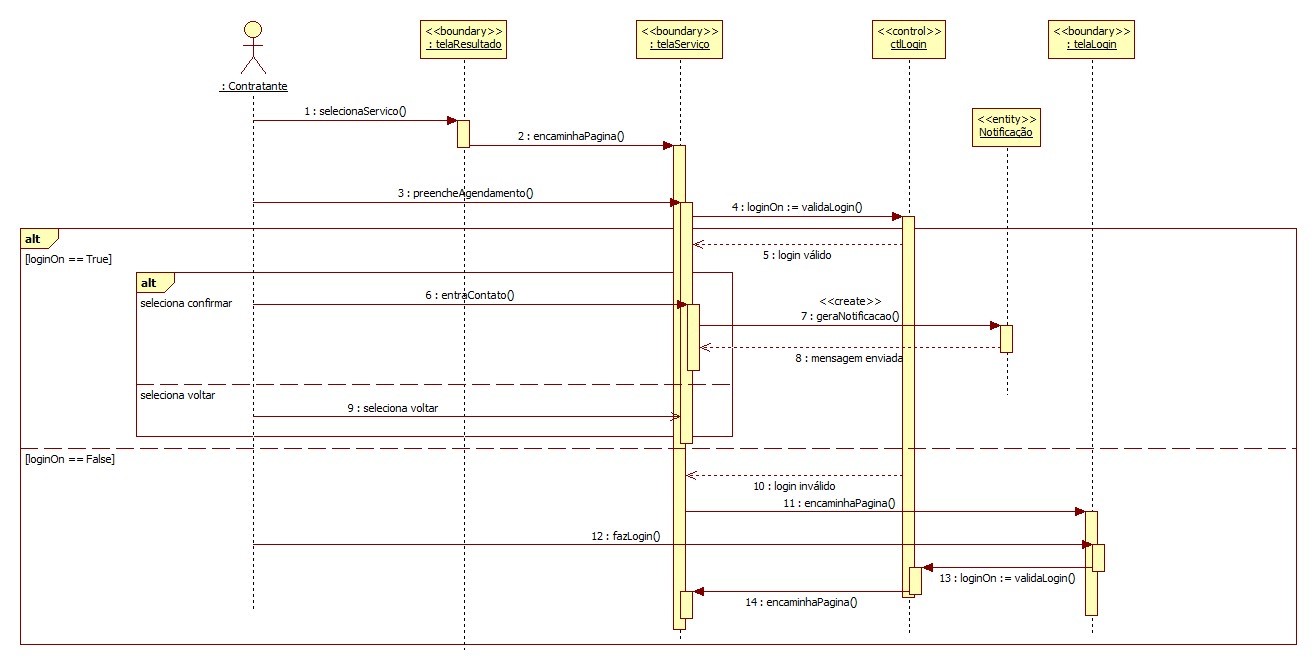 <<boundary>>
: telaResultado
<<boundary>>
: telaServico
<<control>>
ctlLogin
<<boundary>>
: telaLogin
: Contratante
<<entity>>
Notificação
1 : selecionaServico()
2 : encaminhaPagina()
3 : preencheAgendamento()
4 : loginOn := validaLogin()
alt
[loginOn == True]
5 : login válido
alt
seleciona confirmar
6 : entraContato()
<<create>>
7 : geraNotificacao()
8 : mensagem enviada
seleciona voltar
9 : seleciona voltar
[loginOn == False]
10 : login inválido
11 : encaminhaPagina()
12 : fazLogin()
13 : loginOn := validaLogin()
14 : encaminhaPagina()